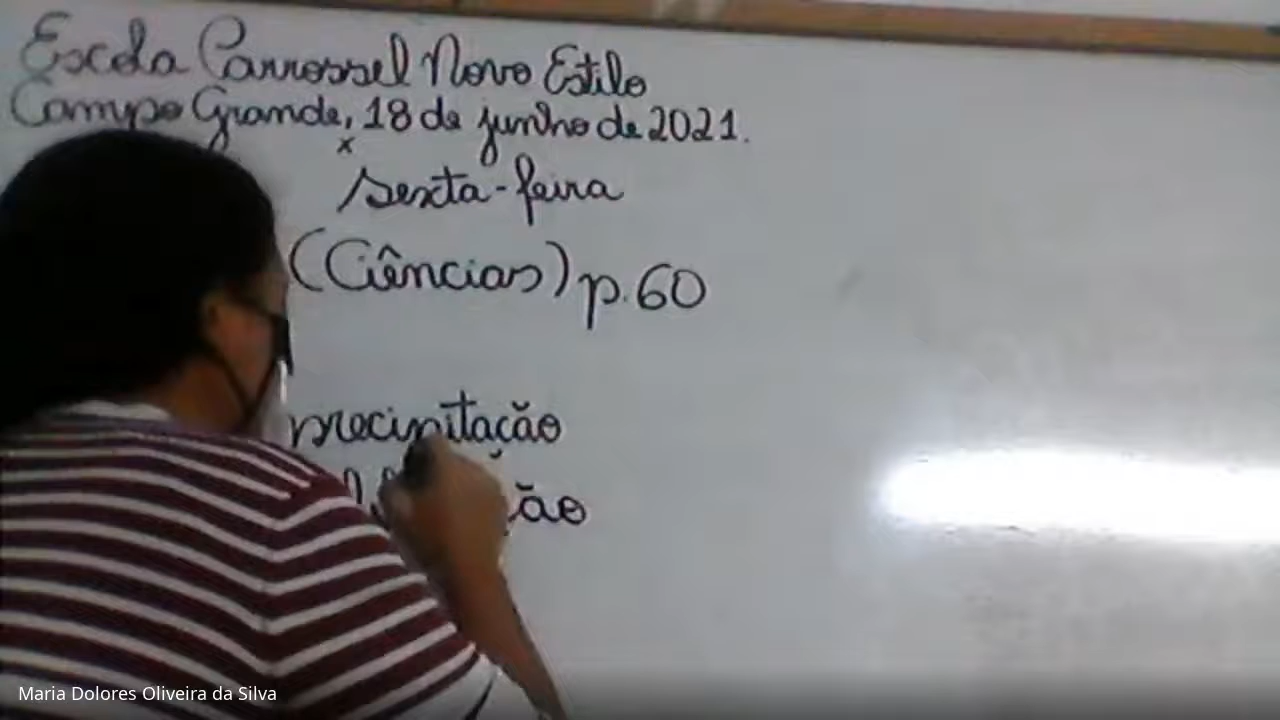 Escola Carrossel Novo Estilo
Campo Grande, 18 de junho de 2021.
x
sexta-feira
(Ciências) p.60
precipitação
Maria Dolores Oliveira da Silva